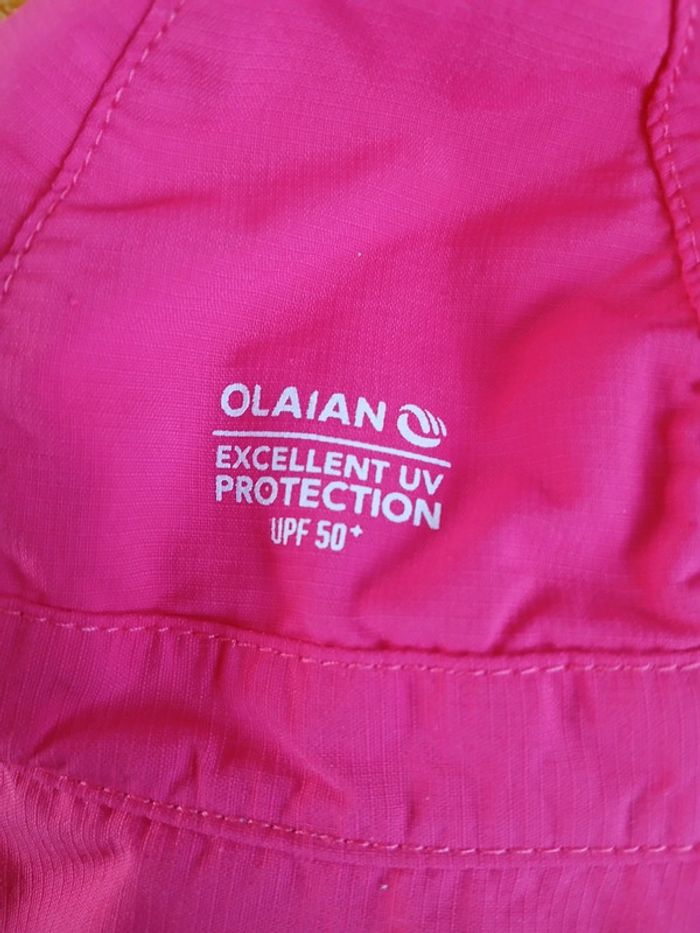 OLAIAN
EXCELLENT UV
PROTECTION
UPF 50+